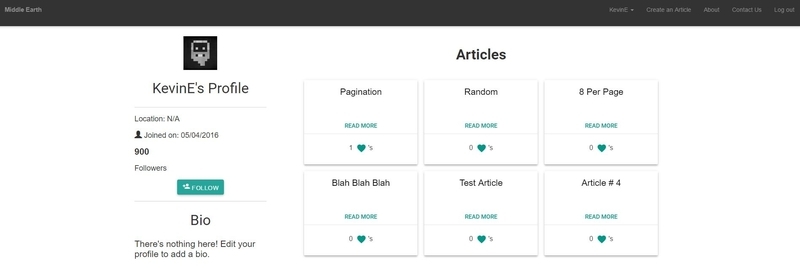 Middle Earth
KevinE
Create an Article
About
Contact Us
Log out
KevinE's Profile
Location: N/A
Joined on: 05/04/2016
900
Followers
FOLLOW
Bio
There's nothing here! Edit your
profile to add a bio.
Articles
Pagination
READ MORE
1 's
Random
READ MORE
0 's
8 Per Page
READ MORE
0 's
Blah Blah Blah
READ MORE
0 's
Test Article
READ MORE
0 's
Article # 4
READ MORE
0 's